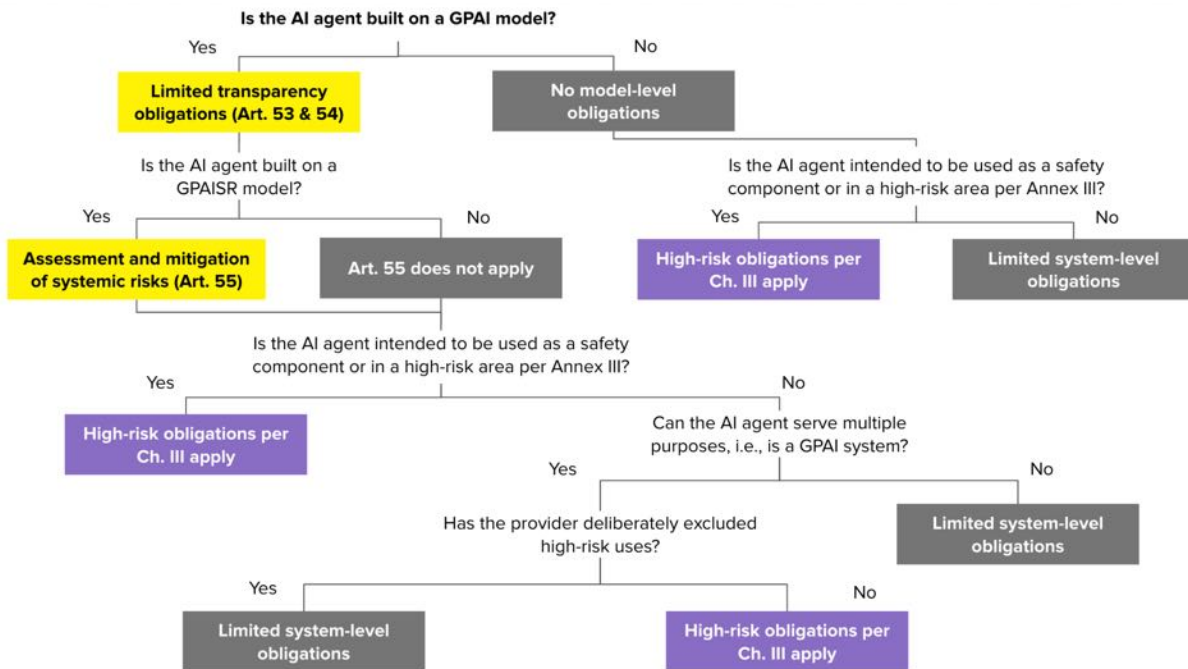 Is the AI agent built on a GPAI model?
Yes
No
Limited transparency
obligations (Art. 53 & 54)
No model-level
obligations
Is the AI agent built on a
GPAISR model?
Is the AI agent intended to be used as a safety
component or in a high-risk area per Annex III?
Yes
No
Yes
No
Assessment and mitigation
of systemic risks (Art. 55)
Art. 55 does not apply
High-risk obligations per
Ch. III apply
Limited system-level
obligations
Is the AI agent intended to be used as a safety
component or in a high-risk area per Annex III?
Yes
No
High-risk obligations per
Ch. III apply
Can the AI agent serve multiple
purposes, i.e., is a GPAI system?
Yes
No
Has the provider deliberately excluded
high-risk uses?
Limited system-level
obligations
Yes
No
Limited system-level
obligations
High-risk obligations per
Ch. III apply